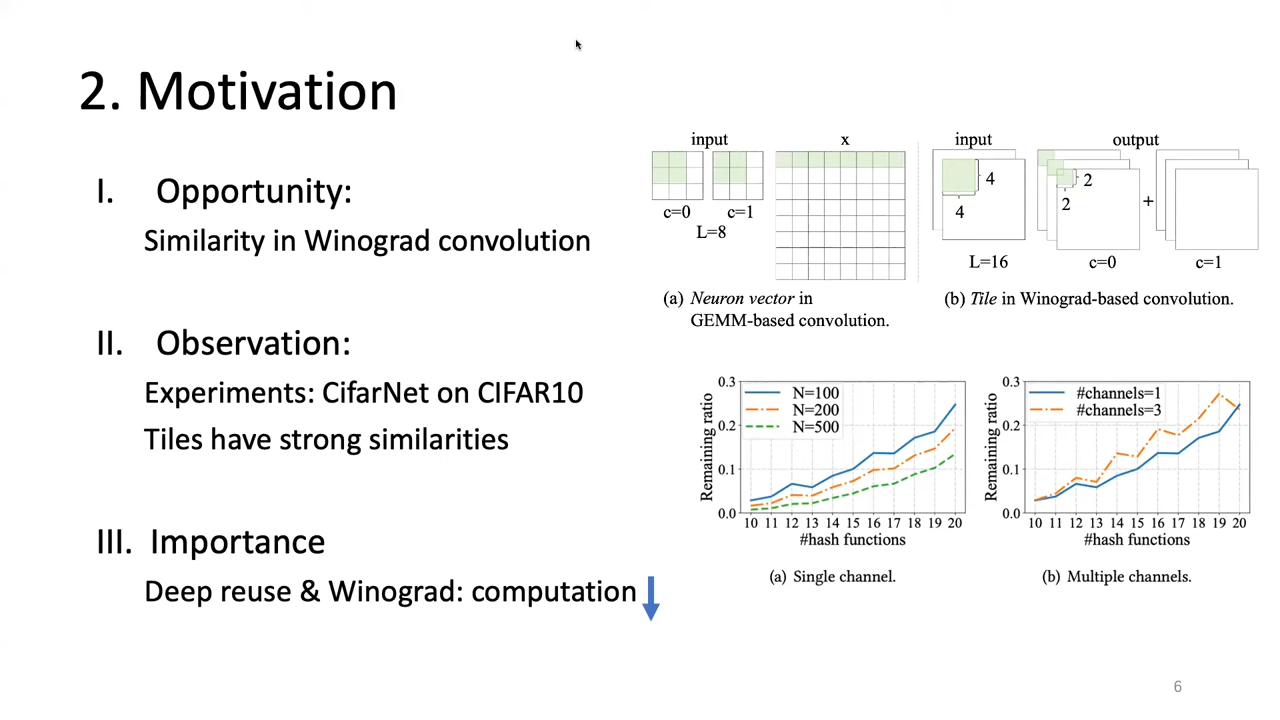 2. Motivation
I. Opportunity:
Similarity in Winograd convolution
II. Observation:
Experiments: CifarNet on CIFAR10
Tiles have strong similarities
III. Importance
Deep reuse & Winograd: computation
input
x
c=0
c=1
L=8
(a) Neuron vector in
GEMM-based convolution.
input
output
4
4
2
2
+
L=16
c=0
c=1
(b) Tile in Winograd-based convolution.
Remaining ratio
0.3
0.2
0.1
0.0
N=100
N=200
N=500
10 11 12 13 14 15 16 17 18 19 20
#hash functions
(a) Single channel.
Remaining ratio
0.3
0.2
0.1
0.0
#channels=1
#channels=3
10 11 12 13 14 15 16 17 18 19 20
#hash functions
(b) Multiple channels.
6